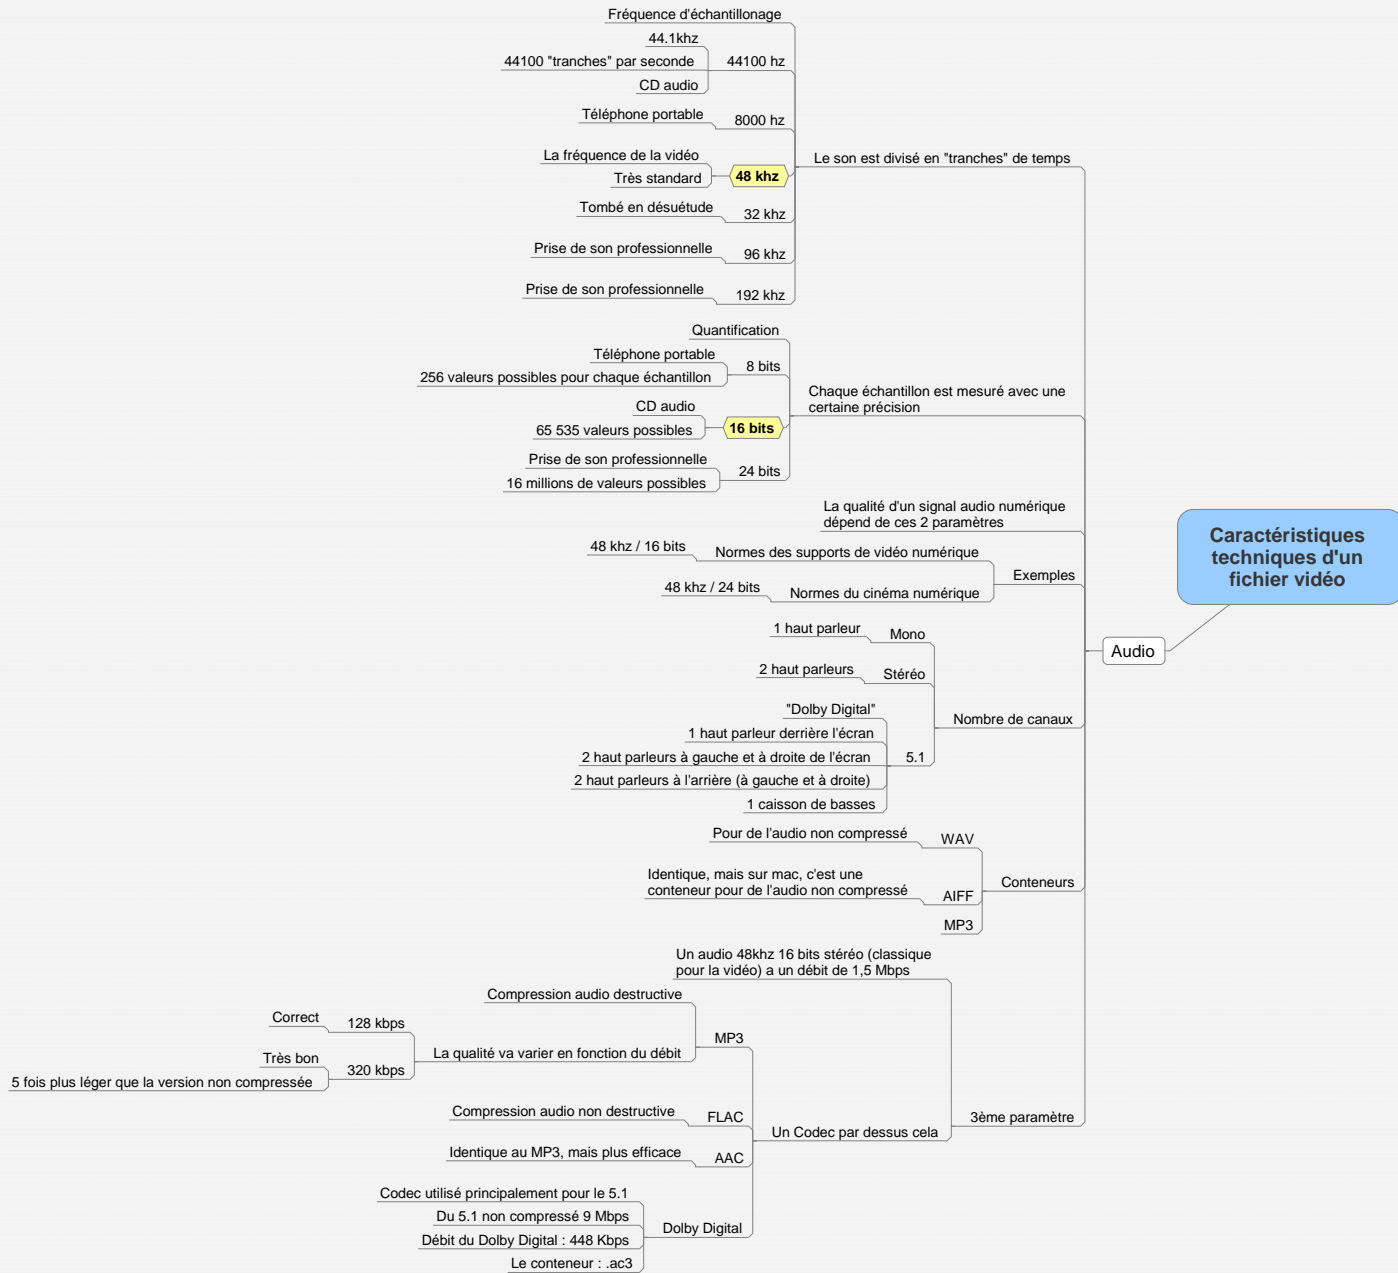 Fréquence d'échantillonage
44.1khz
44100 "tranches" par seconde
44100 hz
CD audio
Téléphone portable
8000 hz
La fréquence de la vidéo
Le son est divisé en "tranches" de temps
48 khz
Très standard
Tombé en désuétude
32 khz
Prise de son professionnelle
96 khz
Prise de son professionnelle
192 khz
Quantification
Téléphone portable
8 bits
256 valeurs possibles pour chaque échantillon
Chaque échantillon est mesuré avec une
certaine précision
CD audio
16 bits
65 535 valeurs possibles
Prise de son professionnelle
24 bits
16 millions de valeurs possibles
La qualité d'un signal audio numérique
dépend de ces 2 paramètres
Caractéristiques
techniques d'un
fichier vidéo
48 khz / 16 bits
Normes des supports de vidéo numérique
Exemples
48 khz / 24 bits
Normes du cinéma numérique
1 haut parleur
Mono
Audio
2 haut parleurs
Stéréo
"Dolby Digital"
Nombre de canaux
1 haut parleur derrière l'écran
2 haut parleurs à gauche et à droite de l'écran
5.1
2 haut parleurs à l'arrière (à gauche et à droite)
1 caisson de basses
Pour de l'audio non compressé
WAV
Identique, mais sur mac, c'est une
conteneur pour de l'audio non compressé
AIFF
Conteneurs
MP3
Un audio 48khz 16 bits stéréo (classique
pour la vidéo) a un débit de 1,5 Mbps
Compression audio destructive
Correct
128 kbps
MP3
La qualité va varier en fonction du débit
Très bon
320 kbps
5 fois plus léger que la version non compressée
Compression audio non destructive
FLAC
3ème paramètre
Un Codec par dessus cela
Identique au MP3, mais plus efficace
AAC
Codec utilisé principalement pour le 5.1
Du 5.1 non compressé 9 Mbps
Dolby Digital
Débit du Dolby Digital : 448 Kbps
Le conteneur : .ac3